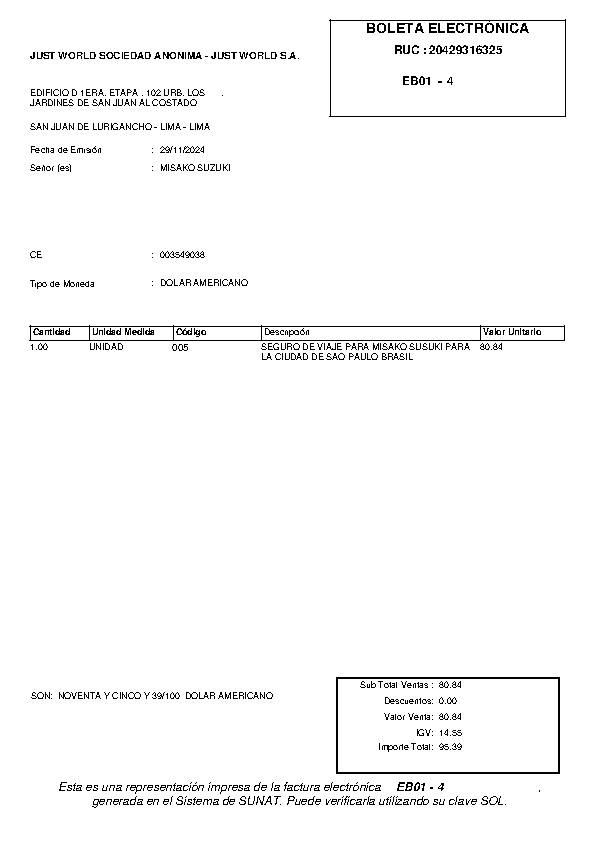 BOLETA ELECTRÓNICA
RUC : 20429316325
EB01 - 4
JUST WORLD SOCIEDAD ANONIMA - JUST WORLD S.A.
EDIFICIO D 1ERA. ETAPA . 102 URB. LOS .
JARDINES DE SAN JUAN AL COSTADO
SAN JUAN DE LURIGANCHO - LIMA - LIMA
Fecha de Emisión : 29/11/2024
Señor (es) : MISAKO SUZUKI
CE : 003549038
Tipo de Moneda : DOLAR AMERICANO
Cantidad Unidad Medida Código Descripción Valor Unitario
1.00 UNIDAD 005 SEGURO DE VIAJE PARA MISAKO SUSUKI PARA 80.84
LA CIUDAD DE SAO PAULO BRASIL
SON: NOVENTA Y CINCO Y 39/100 DOLAR AMERICANO
Sub Total Ventas : 80.84
Descuentos: 0.00
Valor Venta: 80.84
IGV: 14.55
Importe Total: 95.39
Esta es una representación impresa de la factura electrónica EB01 - 4 ,
generada en el Sistema de SUNAT. Puede verificarla utilizando su clave SOL.